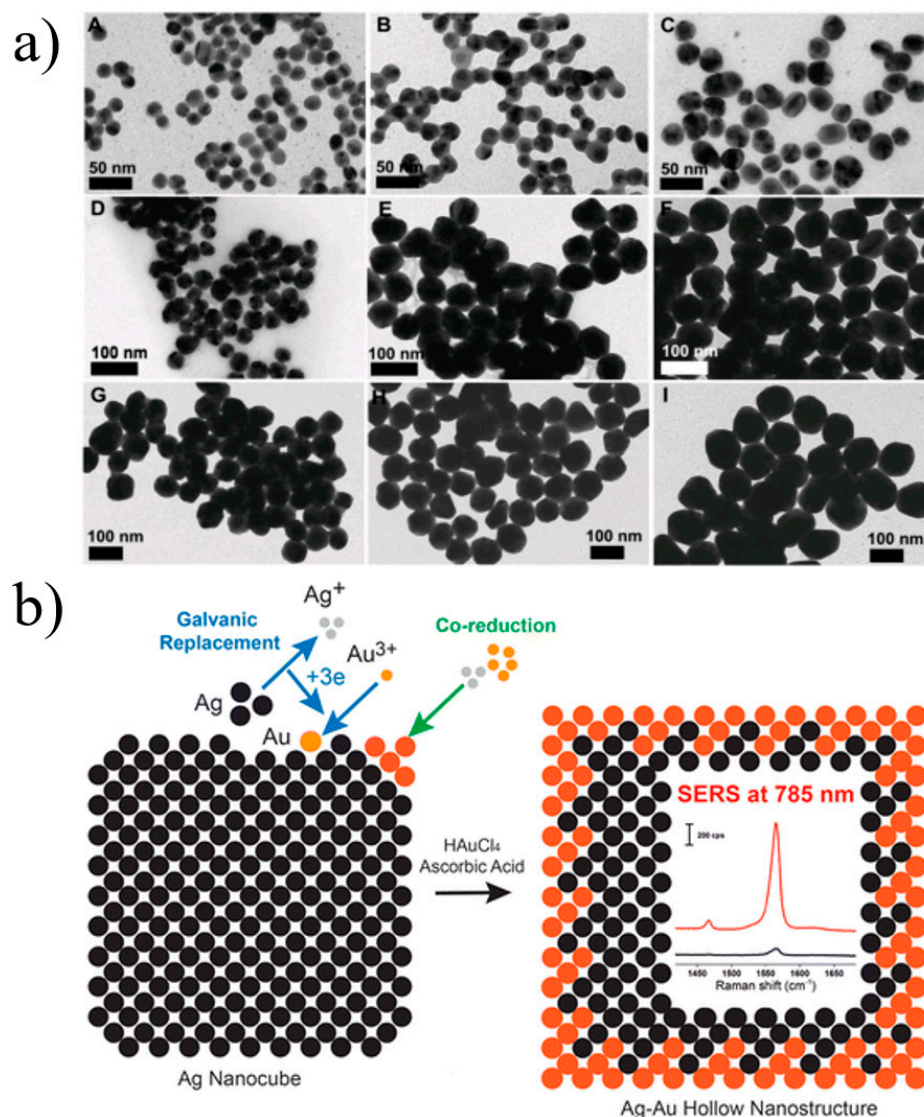 a)
A
B
C
50 nm
50 nm
50 nm
D
E
F
100 nm
100 nm
100 nm
G
H
I
100 nm
100 nm
100 nm
b)
Ag+
Galvanic
Replacement
Co-reduction
Au3+
+3e
Ag
Au
SERS at 785 nm
200 cps
HAuCl4
Ascorbic Acid
1450 1500 1550 1600 1650
Raman shift (cm-1)
Ag Nanocube
Ag-Au Hollow Nanostructure